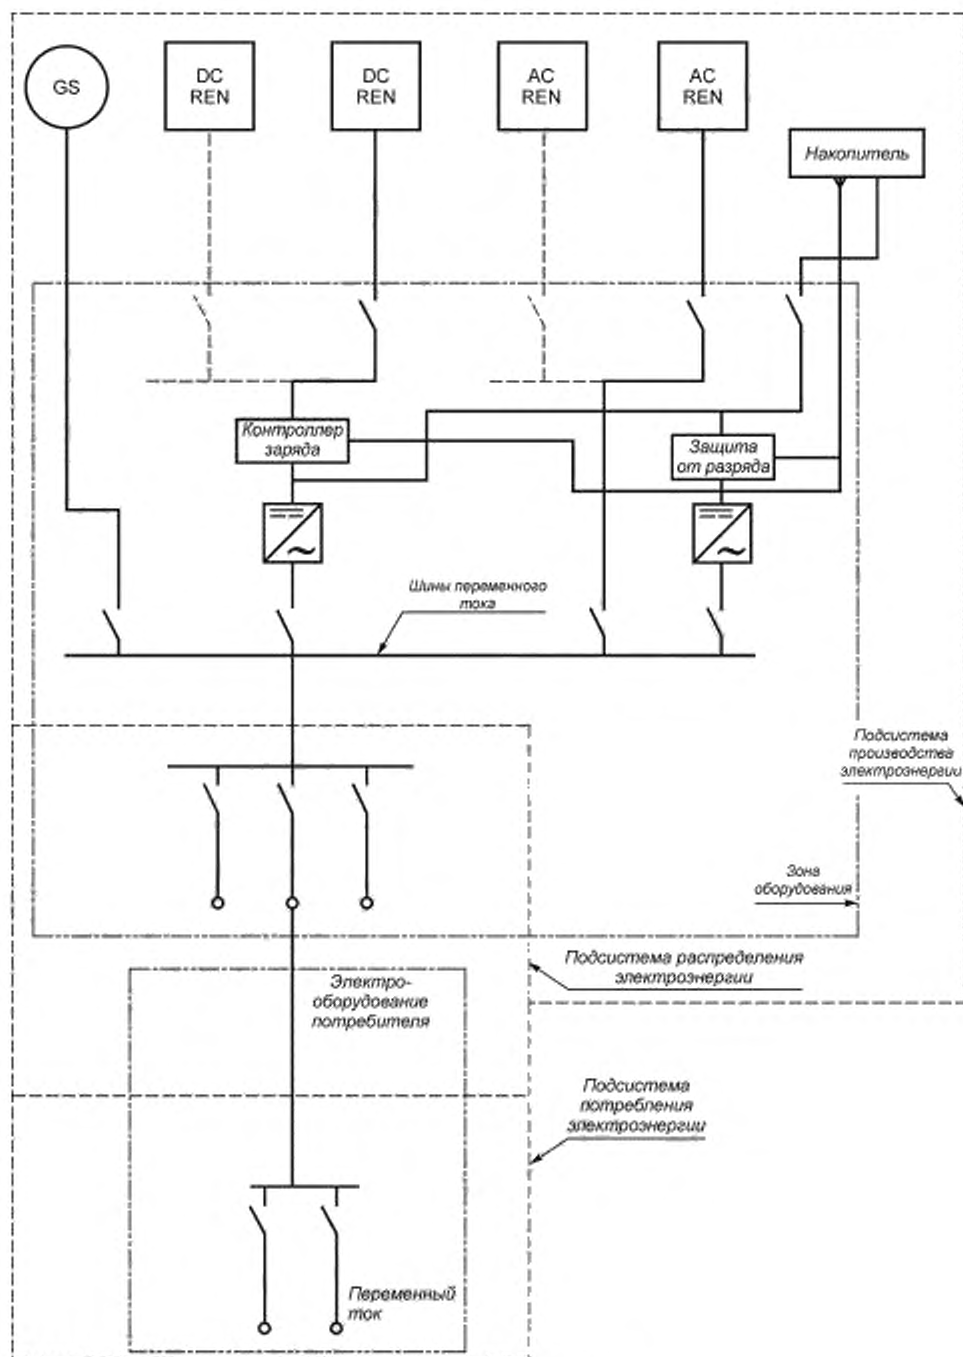 GS
DC
REN
DC
REN
AC
REN
AC
REN
Накопитель
Контроллер
заряда
Защита
от разряда
Шины переменного
тока
Подсистема
производства
электроэнергии
Зона
оборудования
Подсистема распределения
электроэнергии
Электро-
оборудование
потребителя
Подсистема
потребления
электроэнергии
Переменный
ток